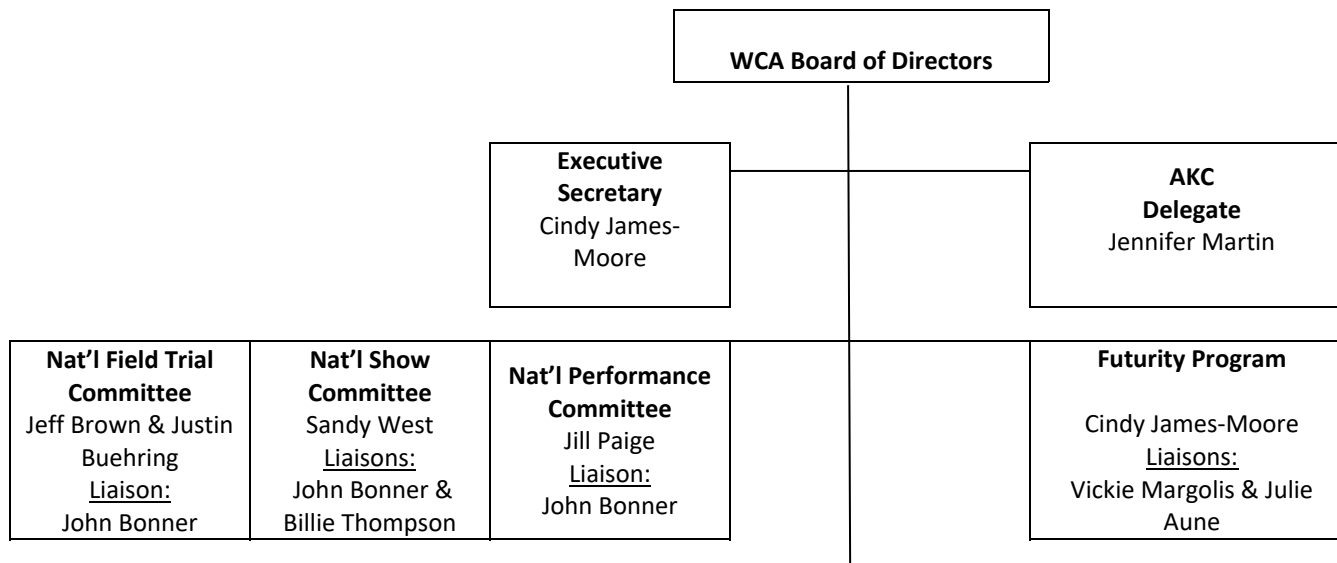 WCA Board of Directors
Executive
Secretary
Cindy James-
Moore
AKC
Delegate
Jennifer Martin
Nat’l Field Trial
Committee
Jeff Brown & Justin
Buehring
Liaison:
John Bonner
Nat’l Show
Committee
Sandy West
Liaisons:
John Bonner &
Billie Thompson
Nat’l Performance
Committee
Jill Paige
Liaison:
John Bonner
Futurity Program
Cindy James-Moore
Liaisons:
Vickie Margolis & Julie
Aune